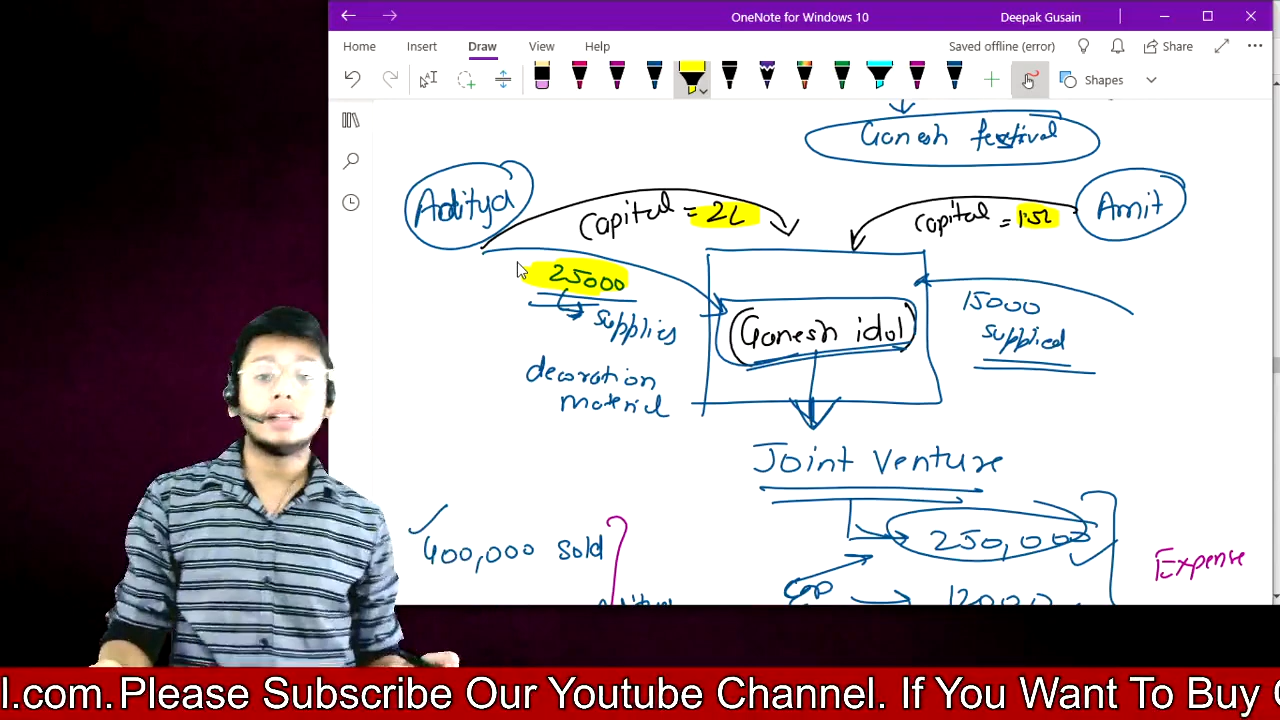 OneNote for Windows 10
Deepak Gusain
Home Insert Draw View Help
Saved offline (error)
Share
Shapes
Ganesh festival
Aditya
Capital = 2L
Capital = 1.5L
Amit
25000
supplies
decoration
material
(Ganesh idol)
15000
supplied
Joint Venture
250,000
400,000 sold
Expense
12000
l.com. Please Subscribe Our Youtube Channel. If You Want To Buy